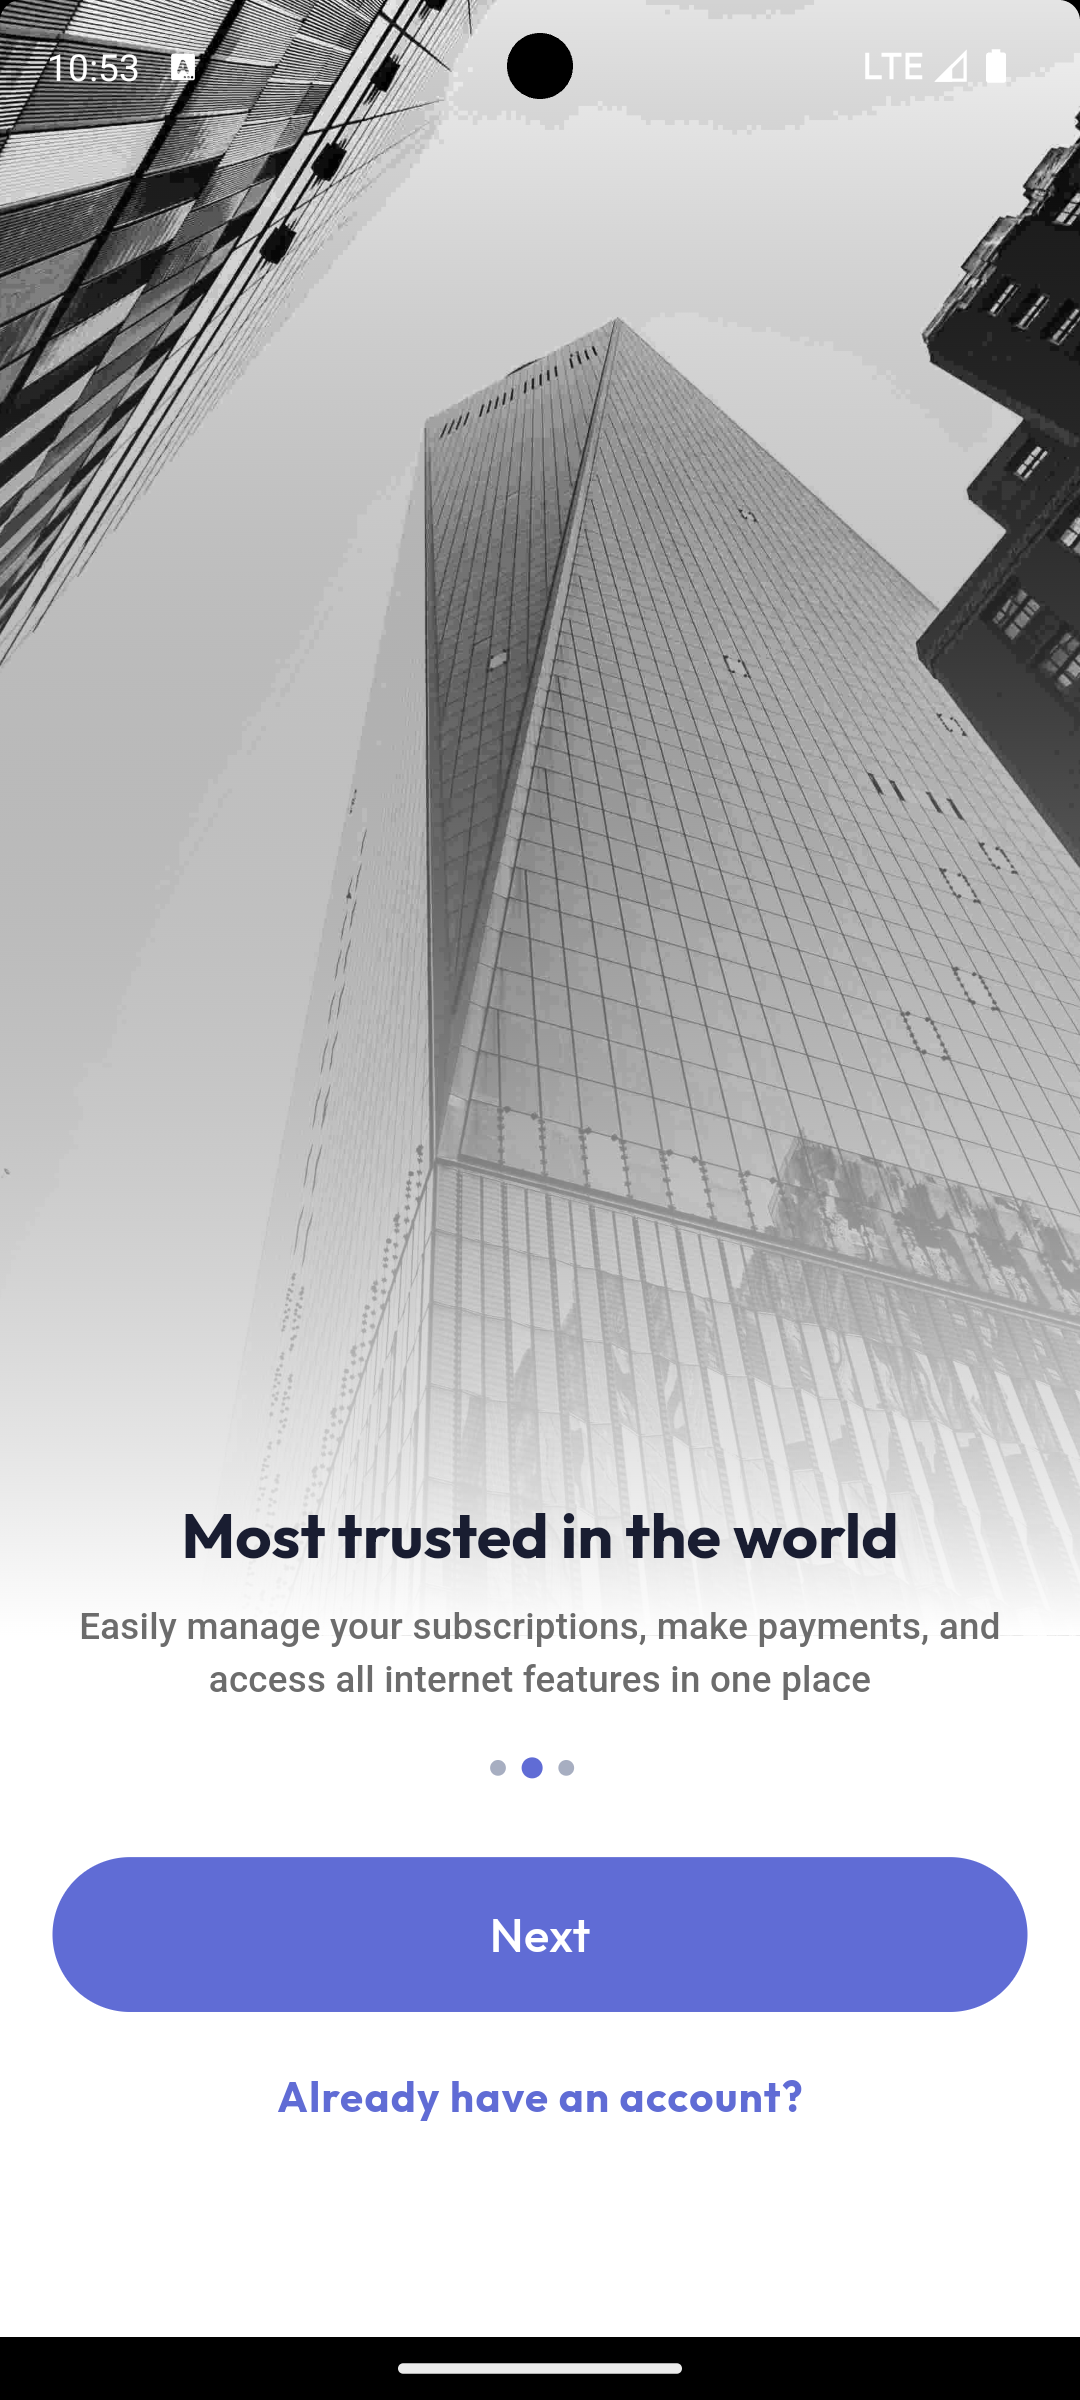 10:53
LTE
Most trusted in the world
Easily manage your subscriptions, make payments, and
access all internet features in one place
Next
Already have an account?